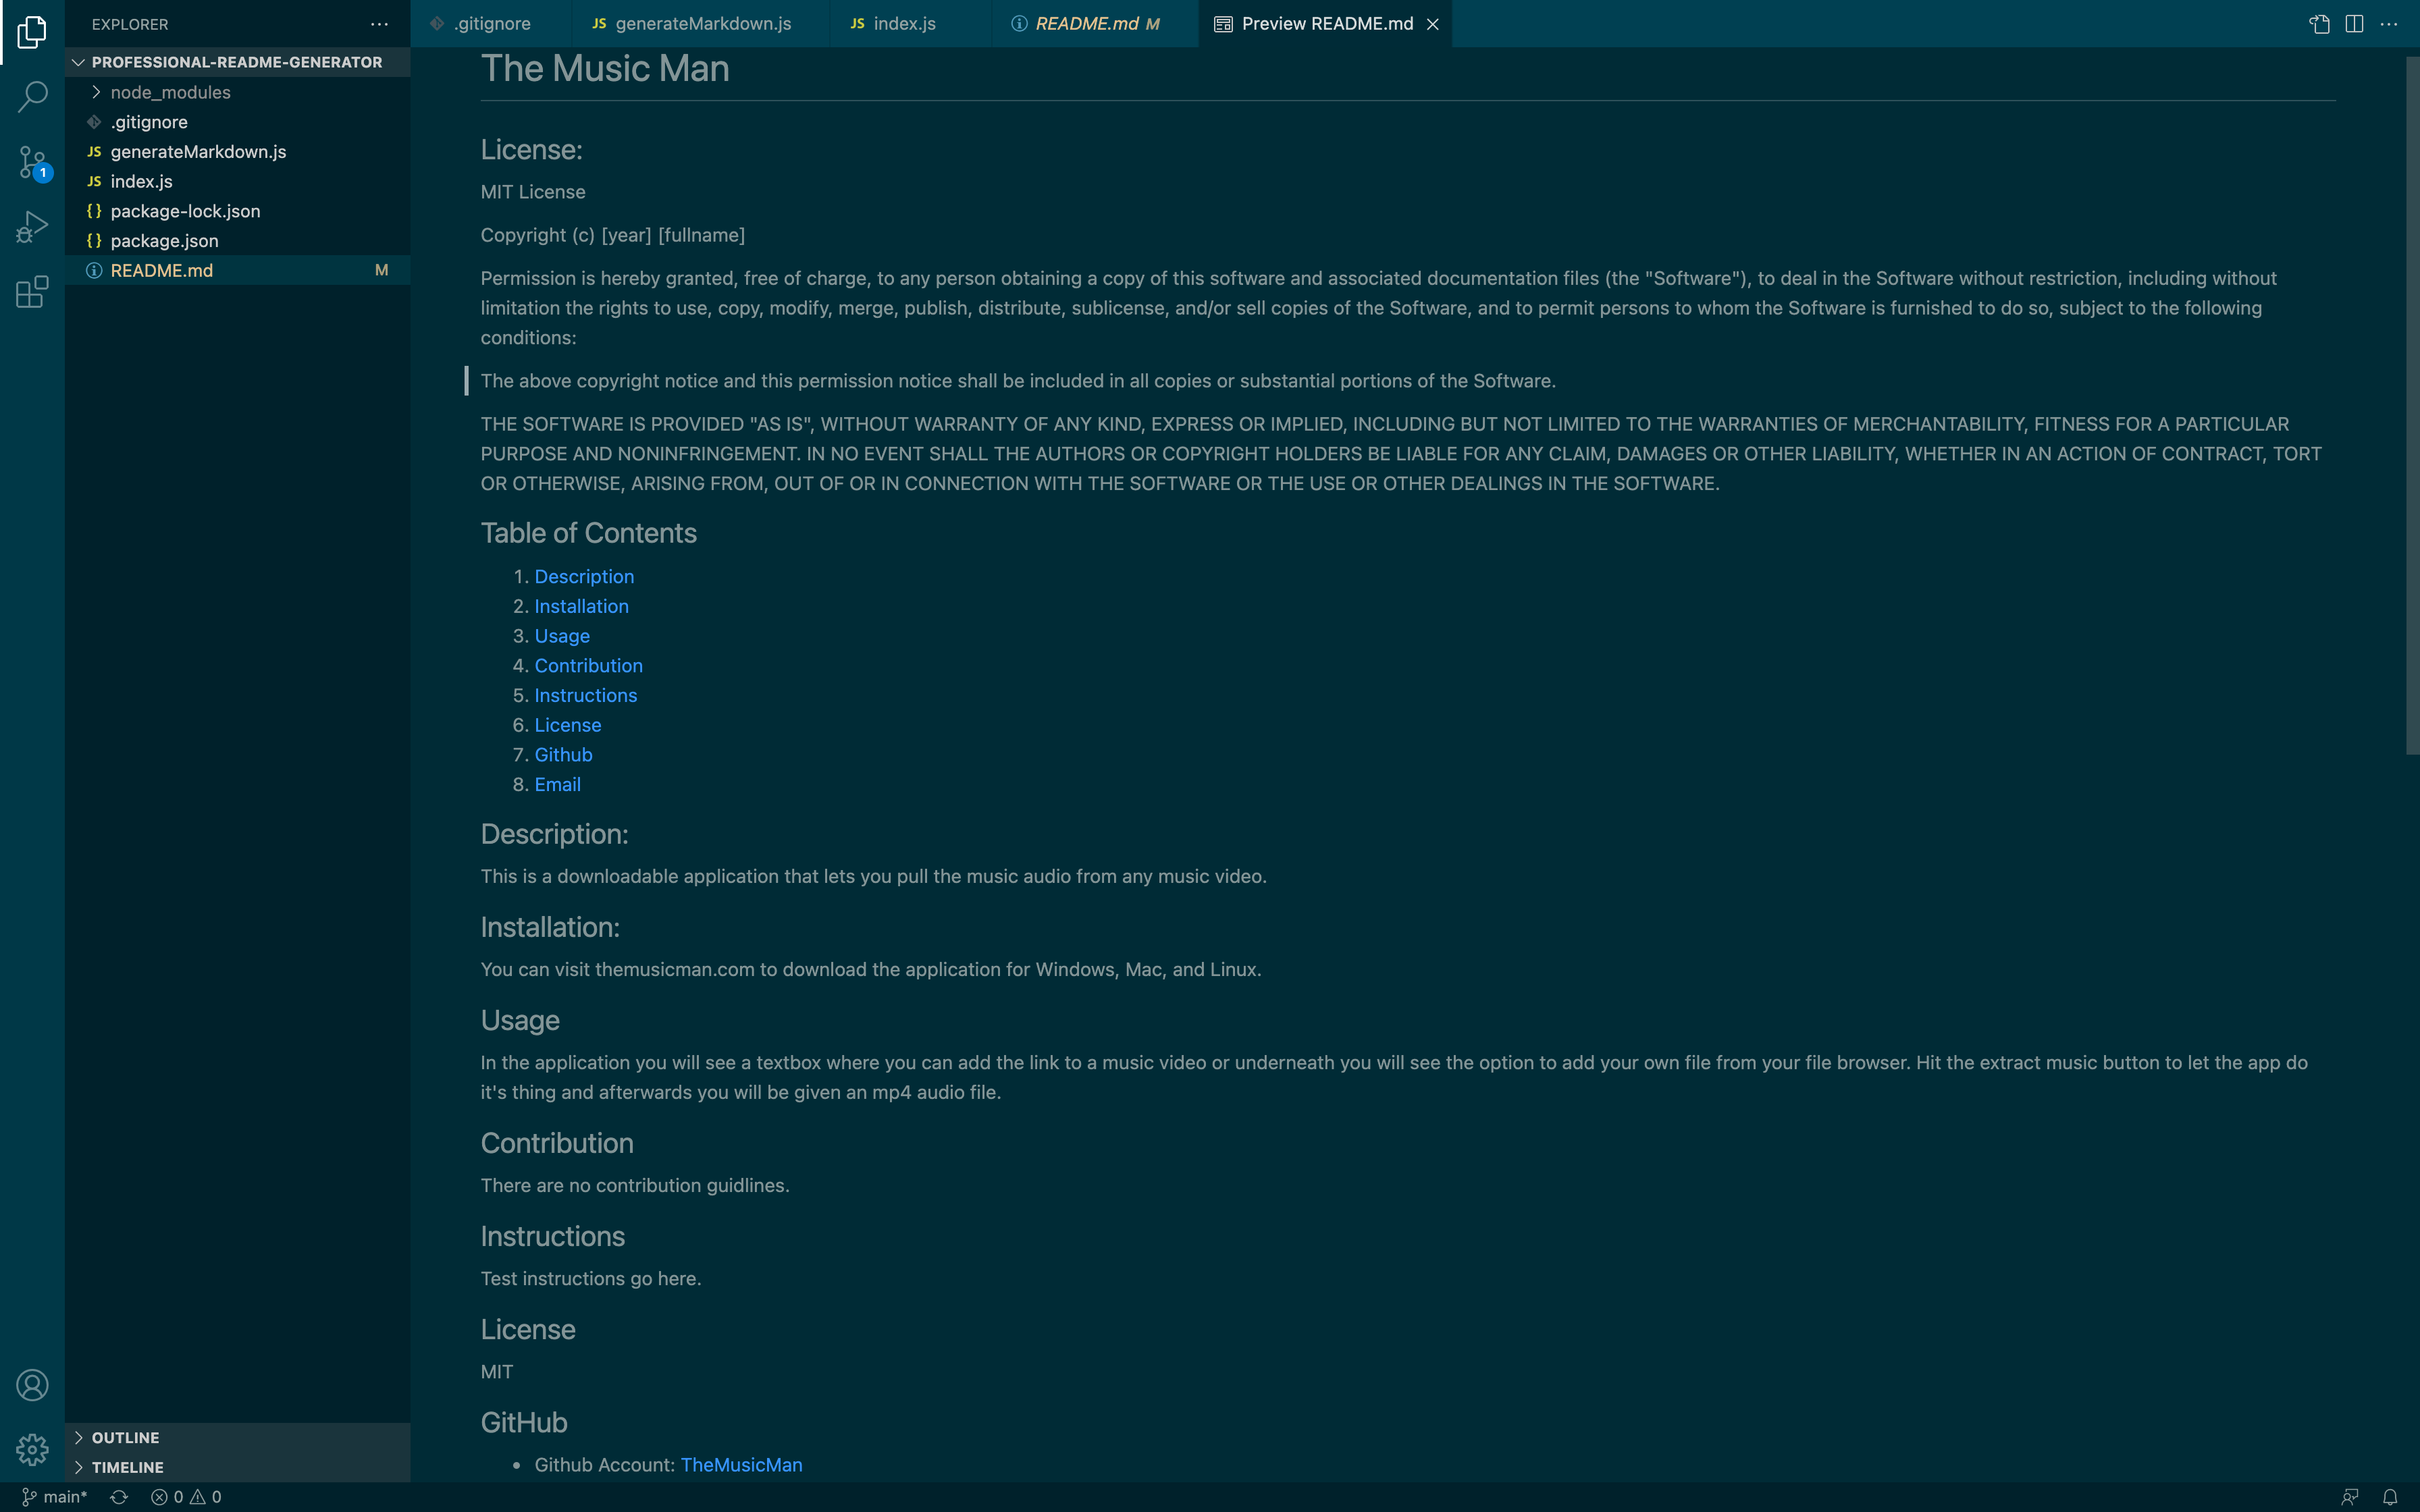 EXPLORER
.gitignore
JS generateMarkdown.js
JS index.js
README.md M
Preview README.md
PROFESSIONAL-README-GENERATOR
node_modules
.gitignore
JS generateMarkdown.js
JS index.js
{} package-lock.json
{} package.json
README.md M
1
OUTLINE
TIMELINE
The Music Man
License:
MIT License
Copyright (c) [year] [fullname]
Permission is hereby granted, free of charge, to any person obtaining a copy of this software and associated documentation files (the "Software"), to deal in the Software without restriction, including without
limitation the rights to use, copy, modify, merge, publish, distribute, sublicense, and/or sell copies of the Software, and to permit persons to whom the Software is furnished to do so, subject to the following
conditions:
The above copyright notice and this permission notice shall be included in all copies or substantial portions of the Software.
THE SOFTWARE IS PROVIDED "AS IS", WITHOUT WARRANTY OF ANY KIND, EXPRESS OR IMPLIED, INCLUDING BUT NOT LIMITED TO THE WARRANTIES OF MERCHANTABILITY, FITNESS FOR A PARTICULAR
PURPOSE AND NONINFRINGEMENT. IN NO EVENT SHALL THE AUTHORS OR COPYRIGHT HOLDERS BE LIABLE FOR ANY CLAIM, DAMAGES OR OTHER LIABILITY, WHETHER IN AN ACTION OF CONTRACT, TORT
OR OTHERWISE, ARISING FROM, OUT OF OR IN CONNECTION WITH THE SOFTWARE OR THE USE OR OTHER DEALINGS IN THE SOFTWARE.
Table of Contents
1. Description
2. Installation
3. Usage
4. Contribution
5. Instructions
6. License
7. Github
8. Email
Description:
This is a downloadable application that lets you pull the music audio from any music video.
Installation:
You can visit themusicman.com to download the application for Windows, Mac, and Linux.
Usage
In the application you will see a textbox where you can add the link to a music video or underneath you will see the option to add your own file from your file browser. Hit the extract music button to let the app do
it's thing and afterwards you will be given an mp4 audio file.
Contribution
There are no contribution guidlines.
Instructions
Test instructions go here.
License
MIT
GitHub
• Github Account: TheMusicMan
main* 0 0